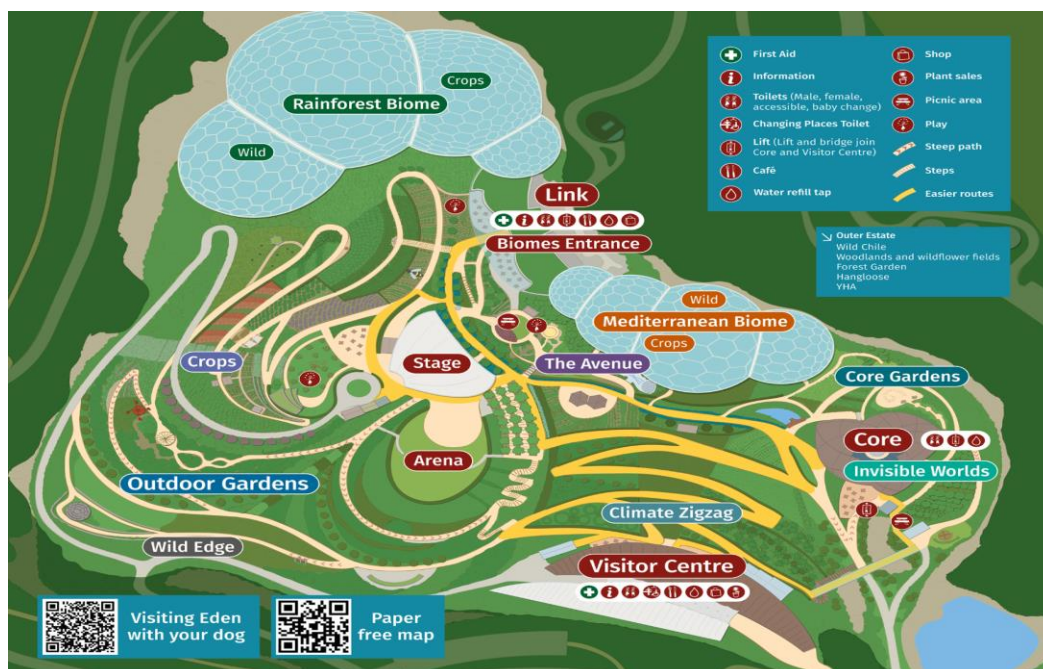 Rainforest Biome
Crops
Wild
First Aid
Information
Toilets (Male, female,
accessible, baby change)
Changing Places Toilet
Lift (Lift and bridge join
Core and Visitor Centre)
Café
Water refill tap
Shop
Plant sales
Picnic area
Play
Steep path
Steps
Easier routes
Outer Estate
Wild Chile
Woodlands and wildflower fields
Forest Garden
Hangloose
YHA
Link
Biomes Entrance
Wild
Mediterranean Biome
Crops
Crops
Stage
The Avenue
Core Gardens
Core
Invisible Worlds
Arena
Outdoor Gardens
Climate Zigzag
Wild Edge
Visitor Centre
Visiting Eden
with your dog
Paper
free map